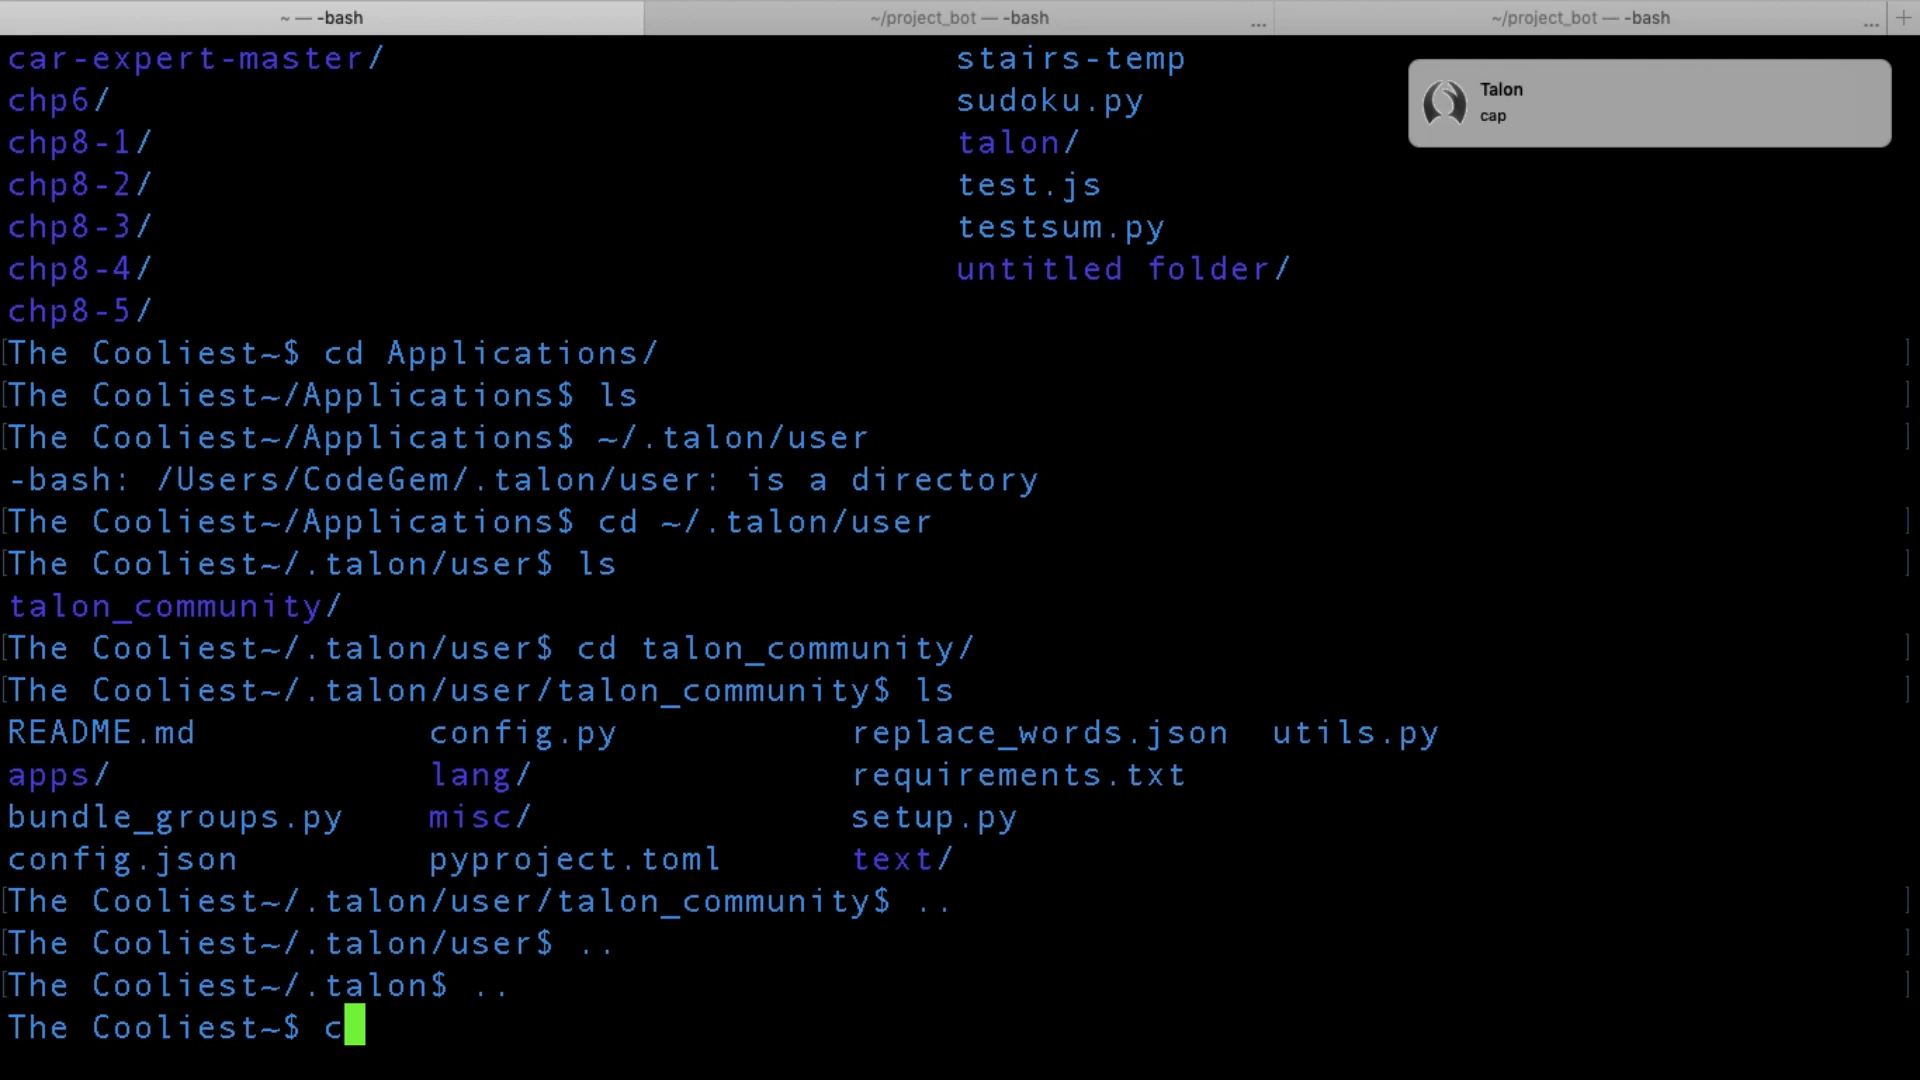 ~ — -bash ~/project_bot — -bash ... ~/project_bot — -bash ... +
car-expert-master/ stairs-temp
chp6/ sudoku.py
chp8-1/ talon/
chp8-2/ test.js
chp8-3/ testsum.py
chp8-4/ untitled folder/
chp8-5/
Talon
cap
[The Cooliest~$ cd Applications/ ]
[The Cooliest~/Applications$ ls ]
[The Cooliest~/Applications$ ~/.talon/user ]
-bash: /Users/CodeGem/.talon/user: is a directory
[The Cooliest~/Applications$ cd ~/.talon/user ]
[The Cooliest~/.talon/user$ ls ]
talon_community/
[The Cooliest~/.talon/user$ cd talon_community/ ]
[The Cooliest~/.talon/user/talon_community$ ls ]
README.md config.py replace_words.json utils.py
apps/ lang/ requirements.txt
bundle_groups.py misc/ setup.py
config.json pyproject.toml text/
[The Cooliest~/.talon/user/talon_community$ .. ]
[The Cooliest~/.talon/user$ .. ]
[The Cooliest~/.talon$ .. ]
The Cooliest~$ c